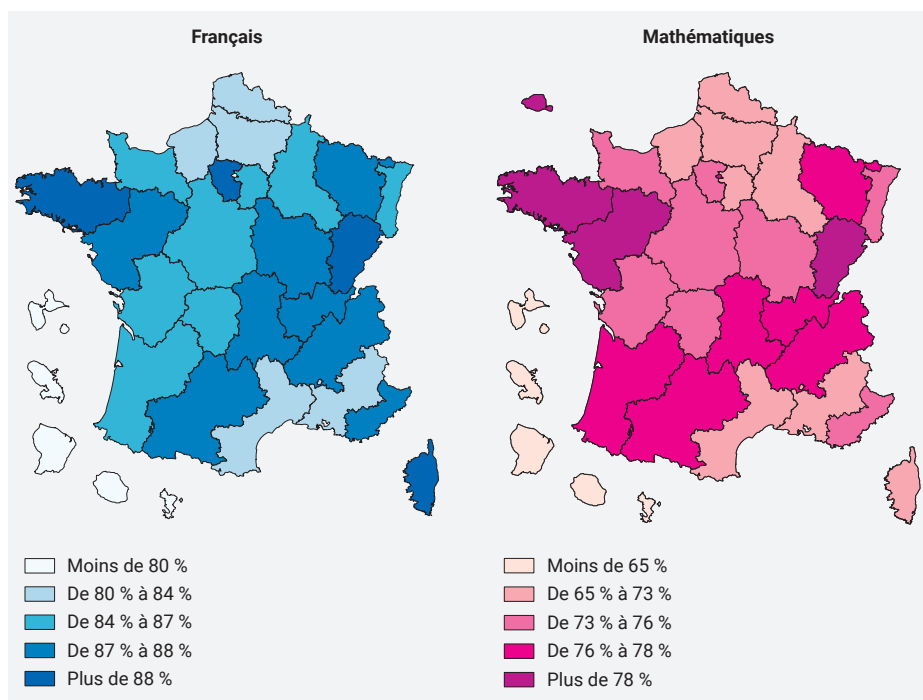 Français
Mathématiques
Moins de 80 %
De 80 % à 84 %
De 84 % à 87 %
De 87 % à 88 %
Plus de 88 %
Moins de 65 %
De 65 % à 73 %
De 73 % à 76 %
De 76 % à 78 %
Plus de 78 %